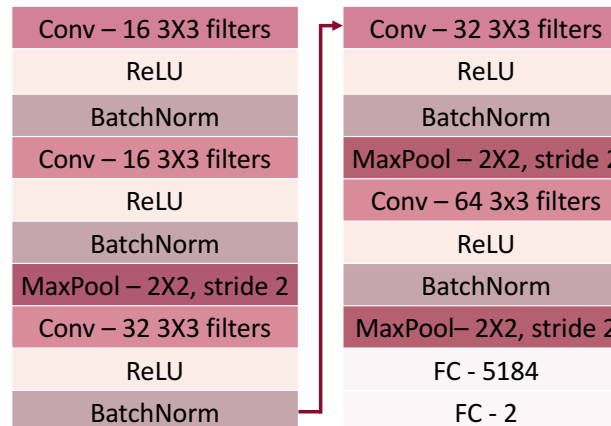 Conv – 16 3X3 filters
ReLU
BatchNorm
Conv – 16 3X3 filters
ReLU
BatchNorm
MaxPool – 2X2, stride 2
Conv – 32 3X3 filters
ReLU
BatchNorm
Conv – 32 3X3 filters
ReLU
BatchNorm
MaxPool – 2X2, stride 2
Conv – 64 3x3 filters
ReLU
BatchNorm
MaxPool– 2X2, stride 2
FC - 5184
FC - 2